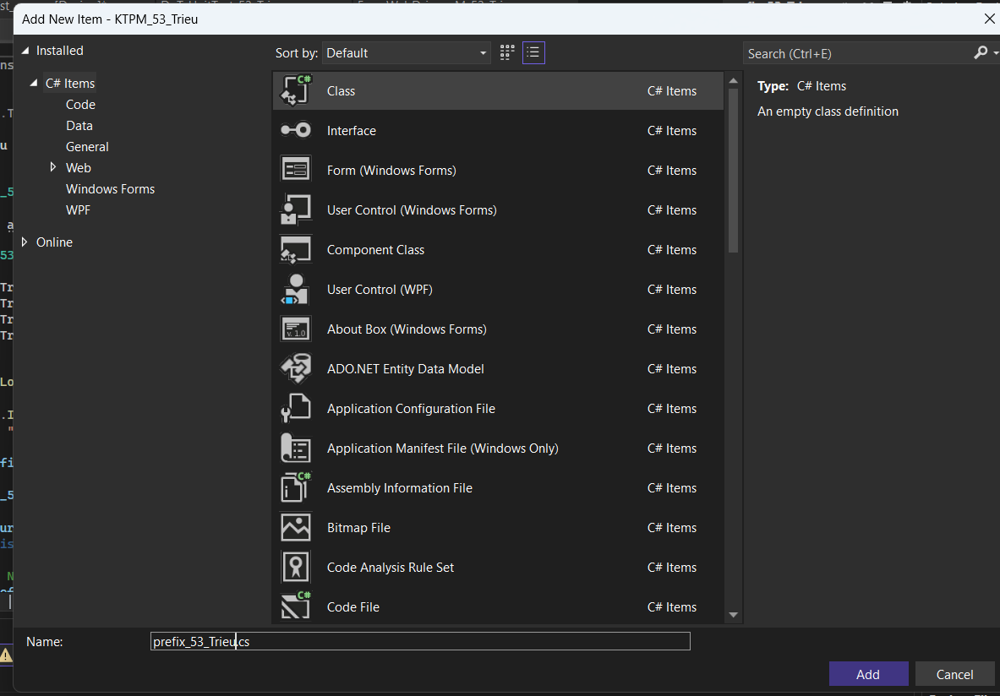 Add New Item - KTPM_53_Trieu
Installed
C# Items
Code
Data
General
Web
Windows Forms
WPF
Online
Sort by: Default
Class C# Items
Interface C# Items
Form (Windows Forms) C# Items
User Control (Windows Forms) C# Items
Component Class C# Items
User Control (WPF) C# Items
About Box (Windows Forms) C# Items
ADO.NET Entity Data Model C# Items
Application Configuration File C# Items
Application Manifest File (Windows Only) C# Items
Assembly Information File C# Items
Bitmap File C# Items
Code Analysis Rule Set C# Items
Code File C# Items
Search (Ctrl+E)
Type: C# Items
An empty class definition
Name: prefix_53_Trieu.cs
Add Cancel